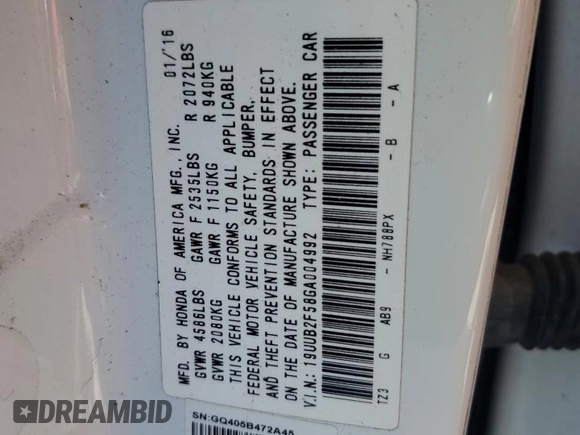 MFD. BY HONDA OF AMERICA MFG., INC. 01/'16
GVWR 4586LBS GAWR F 2535LBS R 2072LBS
GVWR 2080KG GAWR F 1150KG R 940KG
THIS VEHICLE CONFORMS TO ALL APPLICABLE
FEDERAL MOTOR VEHICLE SAFETY, BUMPER,
AND THEFT PREVENTION STANDARDS IN EFFECT
ON THE DATE OF MANUFACTURE SHOWN ABOVE.
V.I.N.: 19UUB2F58GA004992 TYPE: PASSENGER CAR
TZ3 G AB9 - NH788PX - B - A
SN:GQ405B472A45
AutoBidMaster